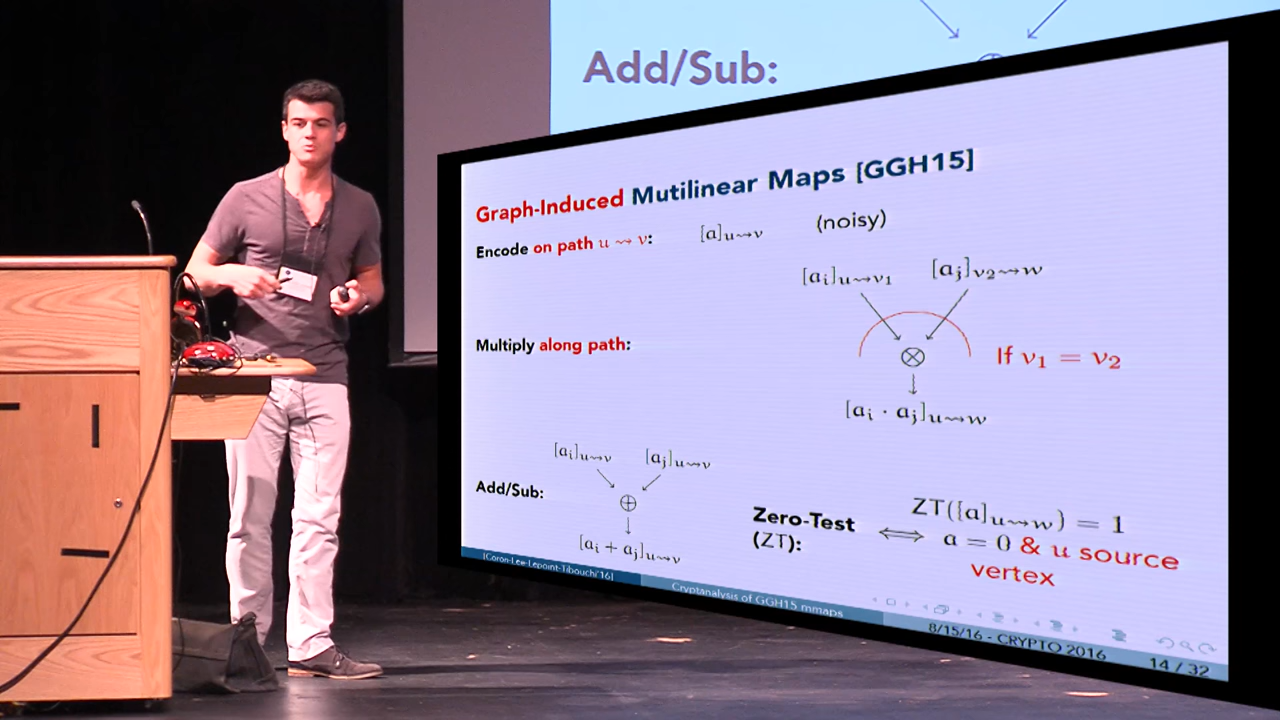 Add/Sub:
Graph-Induced Mutilinear Maps [GGH15]
Encode on path u ⇝ v: [a]u⇝v (noisy)
[ai]u⇝v1 [aj]v2⇝w
Multiply along path: ⊗ If v1 = v2
[ai · aj]u⇝w
[ai]u⇝v [aj]u⇝v
Add/Sub: ⊕
[ai + aj]u⇝v
Zero-Test (ZT): ⟺ ZT([a]u⇝w) = 1
a = 0 & u source
vertex
[Coron-Lee-Lepoint-Tibouchi'16]
Cryptanalysis of GGH15 mmaps
8/15/16 - CRYPTO 2016
14 / 32